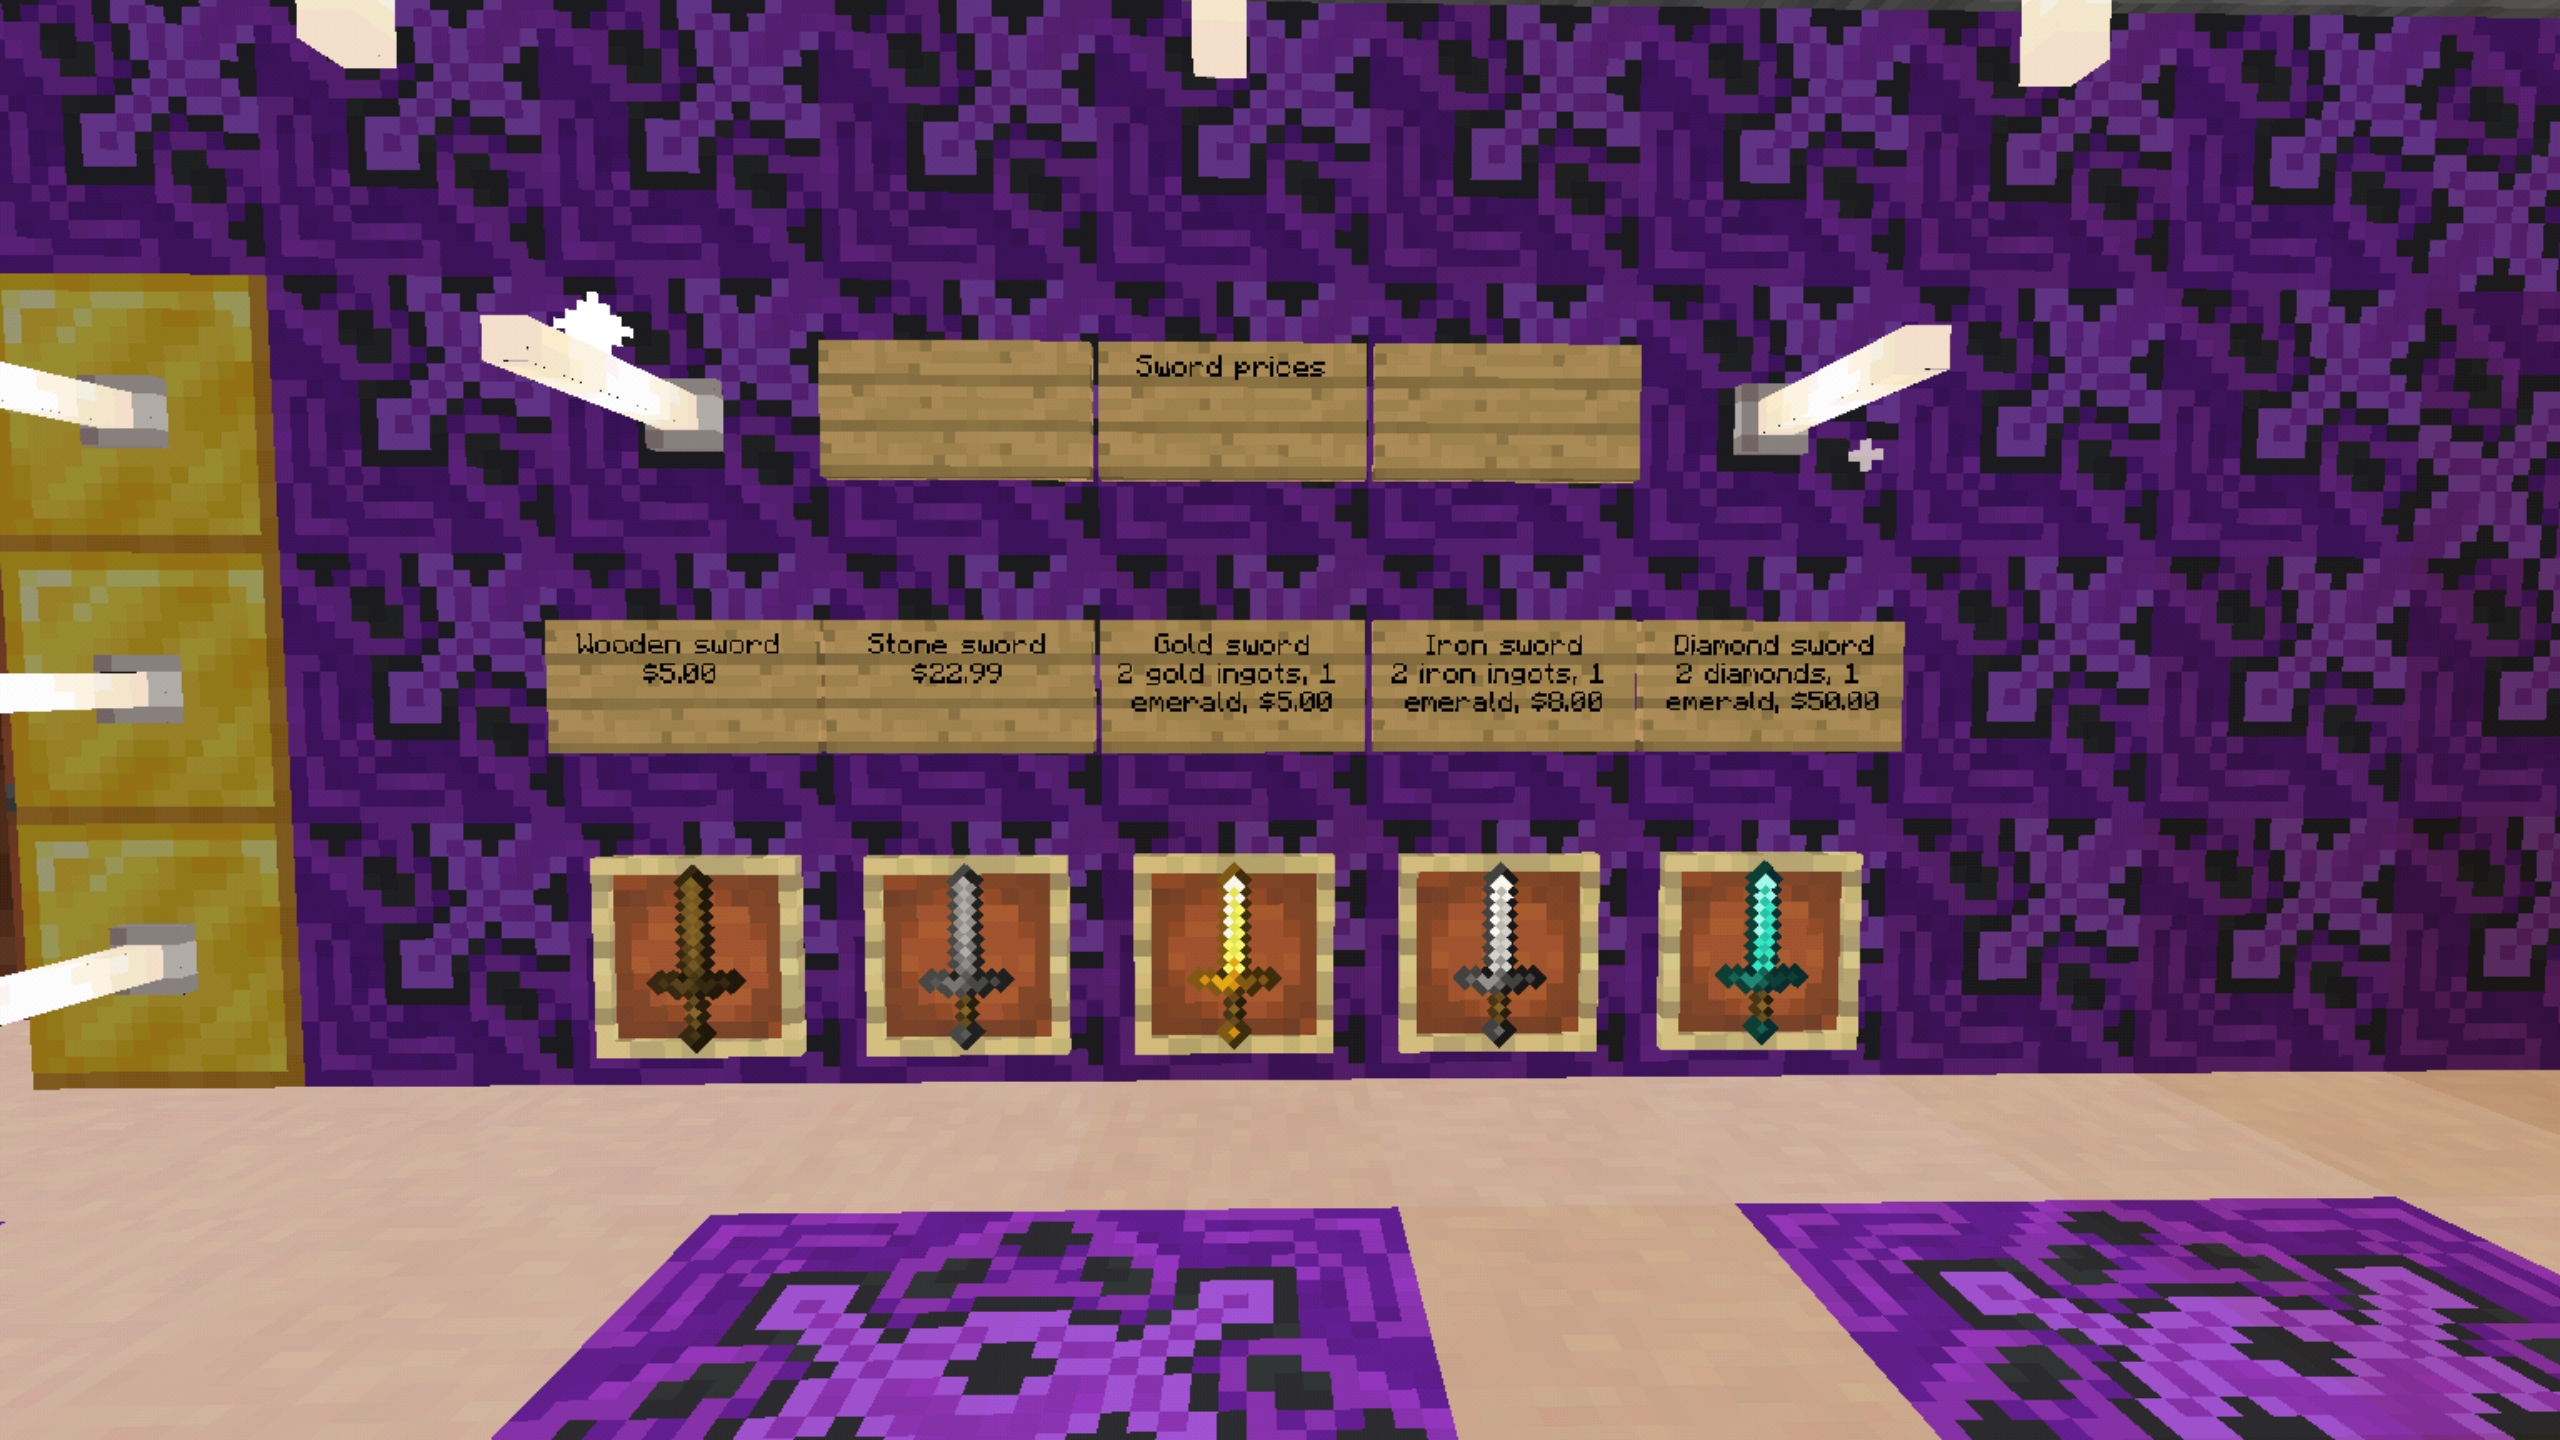 Sword prices
Wooden sword
$5.00
Stone sword
$22.99
Gold sword
2 gold ingots, 1
emerald, $5.00
Iron sword
2 iron ingots, 1
emerald, $8.00
Diamond sword
2 diamonds, 1
emerald, $50.00